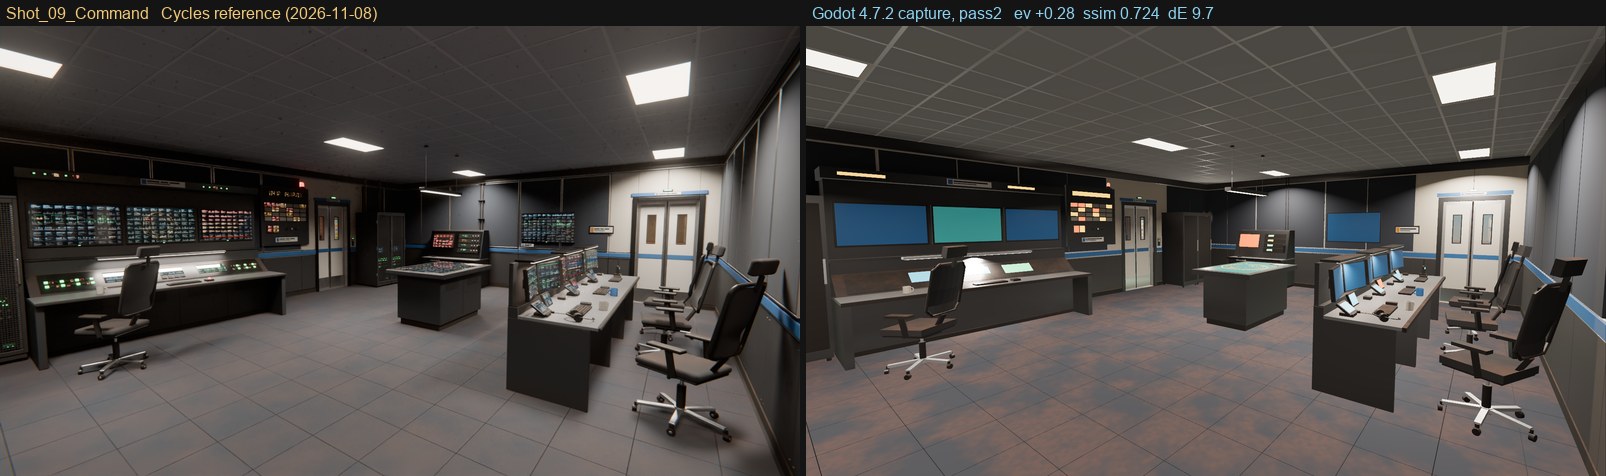 Shot_09_Command Cycles reference (2026-11-08)
Godot 4.7.2 capture, pass2 ev +0.28 ssim 0.724 dE 9.7